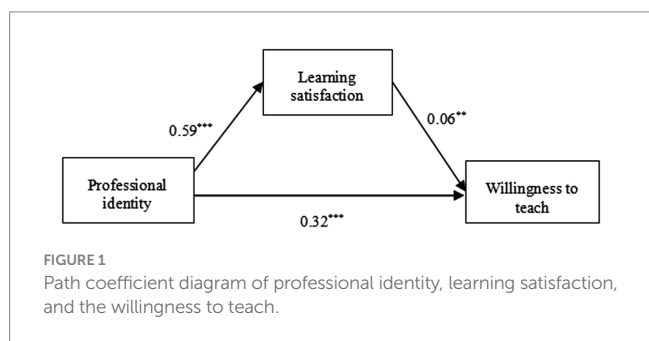 Learning
satisfaction
0.59***
0.06**
Professional
identity
Willingness to
teach
0.32***
FIGURE 1
Path coefficient diagram of professional identity, learning satisfaction,
and the willingness to teach.